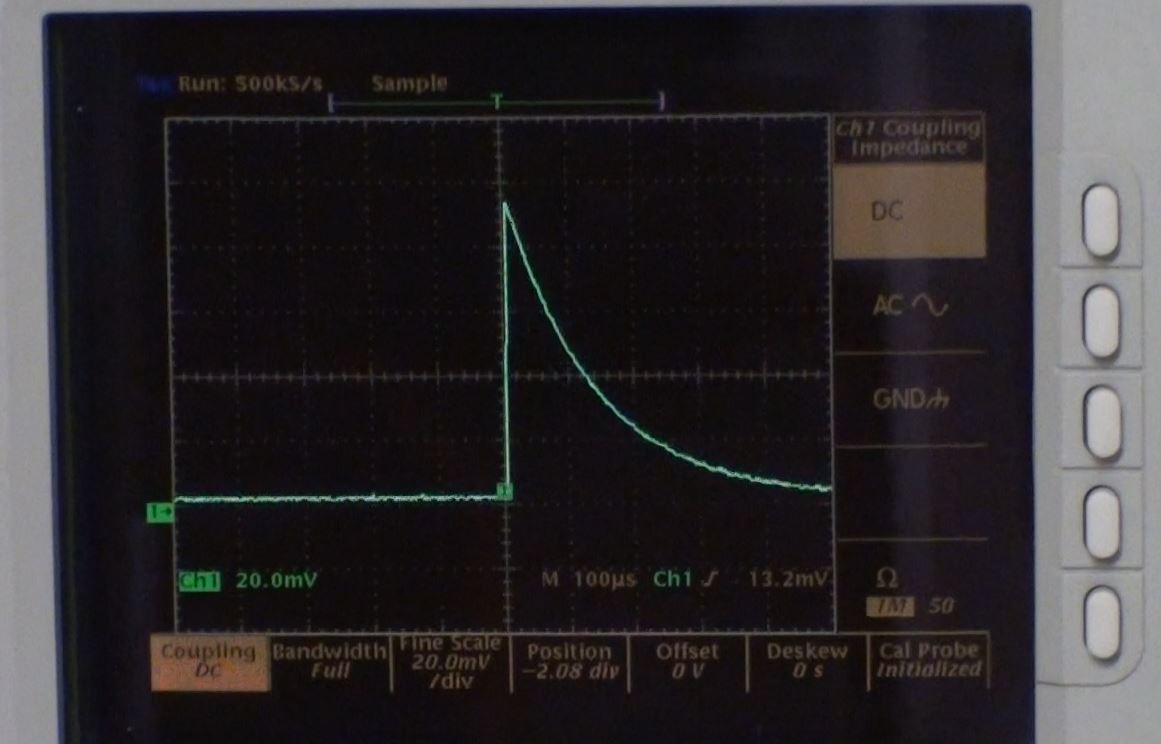 Run: 500kS/s Sample
T
Ch1 Coupling
Impedance
DC
AC
GND
1→
Ch1 20.0mV M 100µs Ch1 13.2mV
Ω
1M 50
Coupling
DC
Bandwidth
Full
Fine Scale
20.0mV
/div
Position
−2.08 div
Offset
0 V
Deskew
0 s
Cal Probe
Initialized